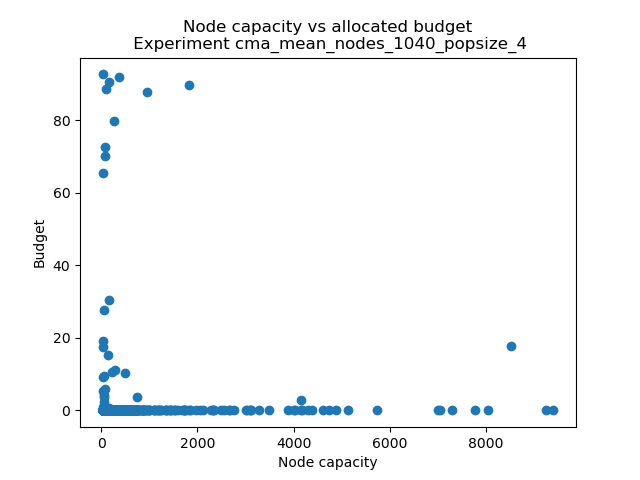 Node capacity vs allocated budget
Experiment cma_mean_nodes_1040_popsize_4
80
60
40
20
0
Budget
0 2000 4000 6000 8000
Node capacity